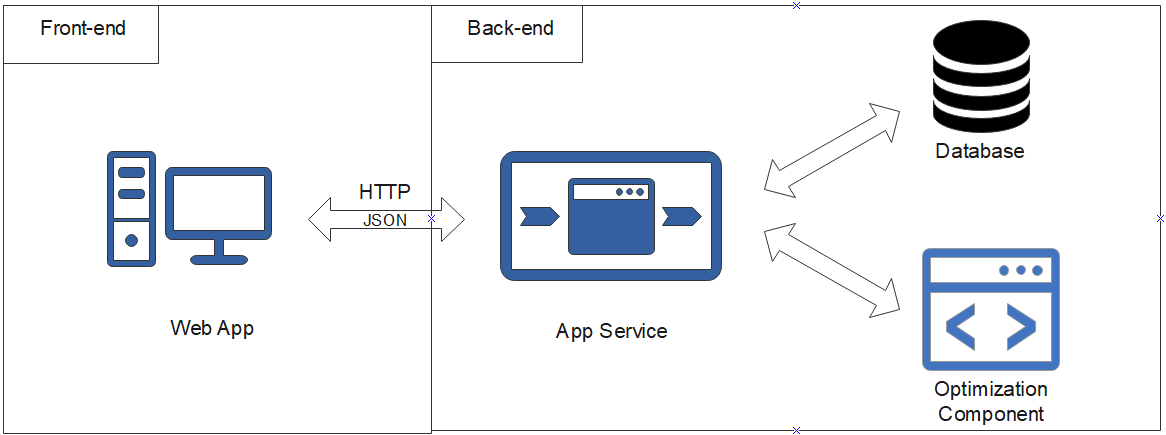 Front-end
Back-end
HTTP
JSON
Web App
App Service
Database
Optimization
Component